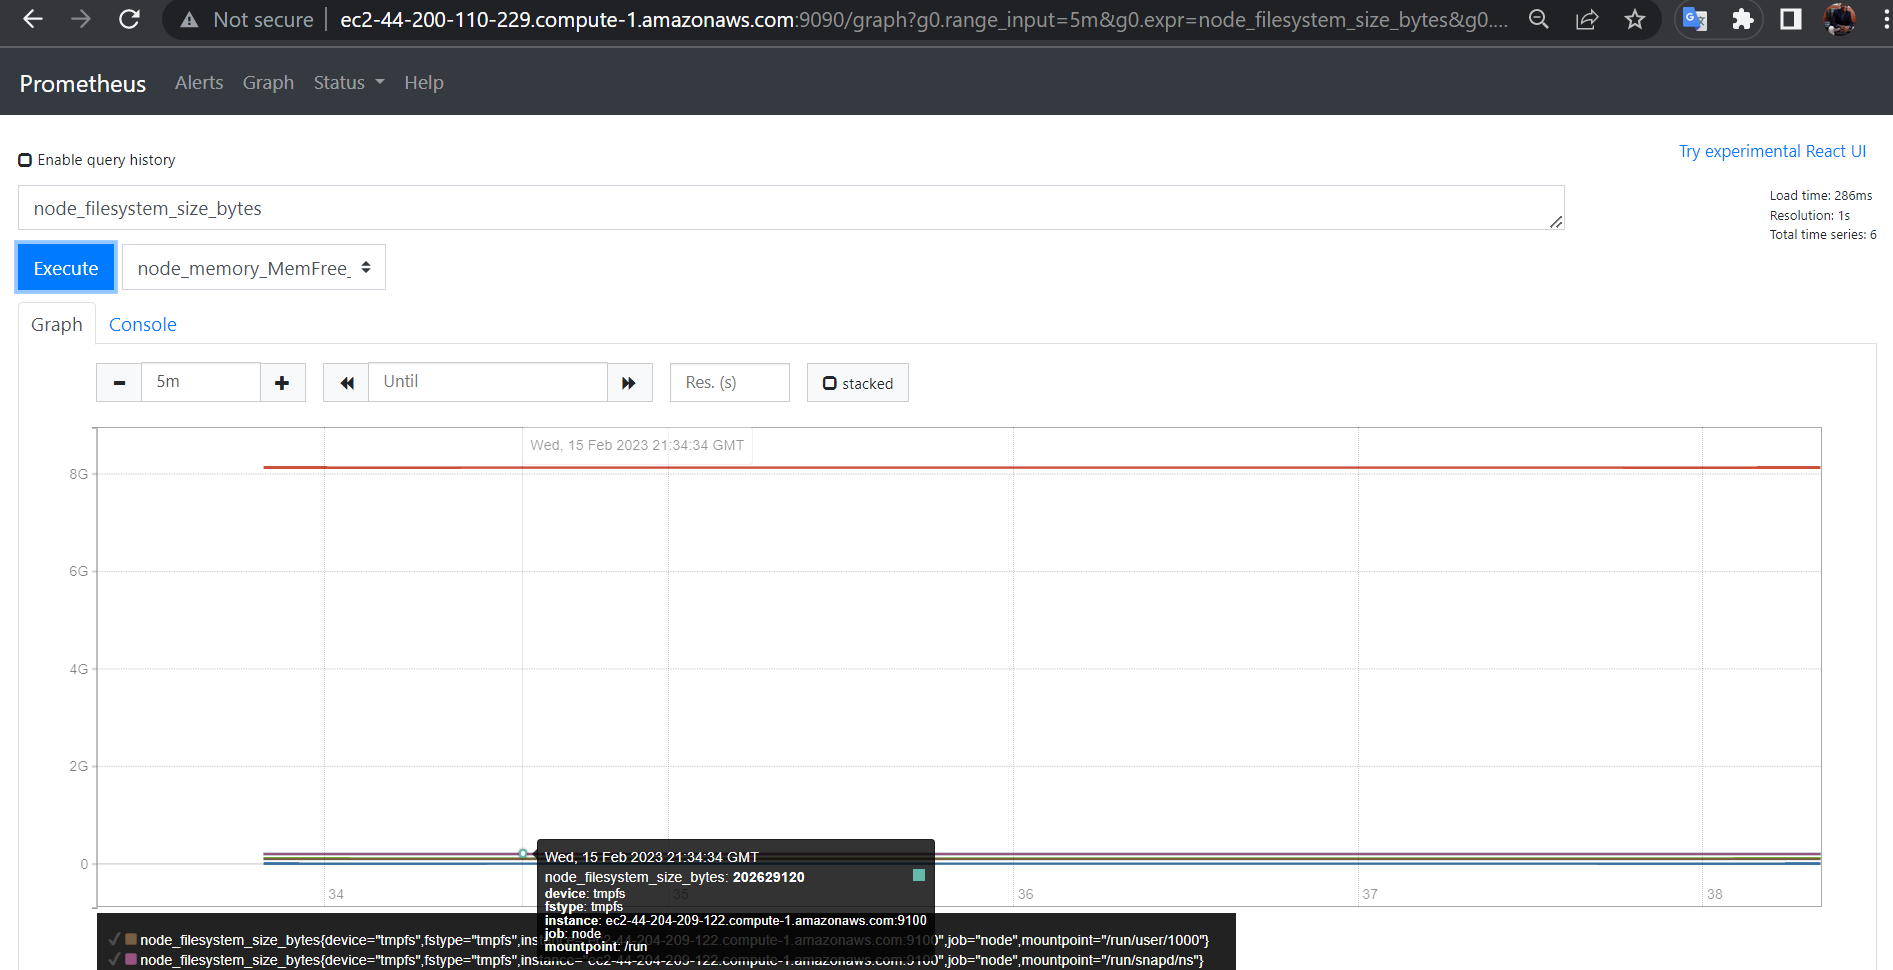 Not secure ec2-44-200-110-229.compute-1.amazonaws.com:9090/graph?g0.range_input=5m&g0.expr=node_filesystem_size_bytes&g0....
Prometheus Alerts Graph Status Help
Enable query history
Try experimental React UI
node_filesystem_size_bytes
Load time: 286ms
Resolution: 1s
Total time series: 6
Execute node_memory_MemFree_
Graph Console
5m Until Res. (s) stacked
Wed, 15 Feb 2023 21:34:34 GMT
8G
6G
4G
2G
0
34 35 36 37 38
Wed, 15 Feb 2023 21:34:34 GMT
node_filesystem_size_bytes: 202629120
device: tmpfs
fstype: tmpfs
instance: ec2-44-204-209-122.compute-1.amazonaws.com:9100
job: node
mountpoint: /run
node_filesystem_size_bytes{device="tmpfs",fstype="tmpfs",instance="ec2-44-204-209-122.compute-1.amazonaws.com:9100",job="node",mountpoint="/run/user/1000"}
node_filesystem_size_bytes{device="tmpfs",fstype="tmpfs",instance="ec2-44-204-209-122.compute-1.amazonaws.com:9100",job="node",mountpoint="/run/snapd/ns"}